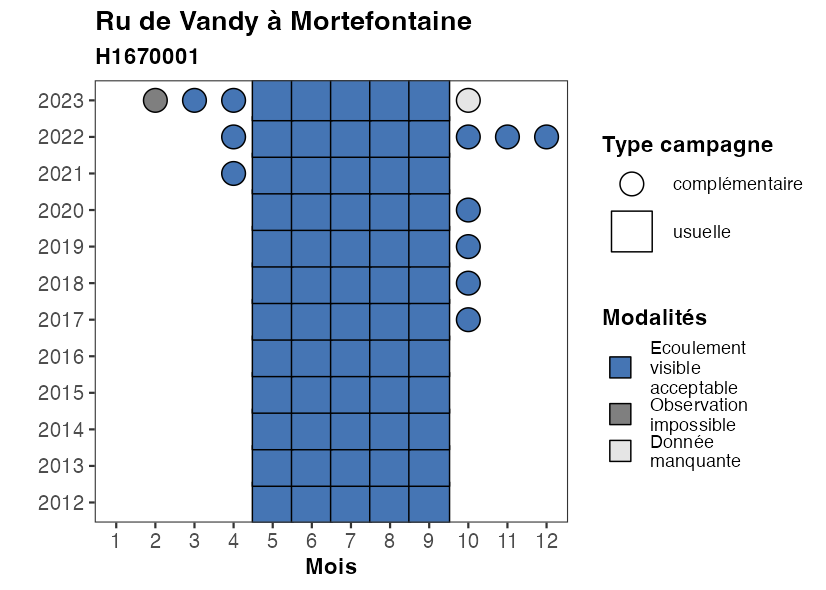 Ru de Vandy à Mortefontaine
H1670001
2023
2022
2021
2020
2019
2018
2017
2016
2015
2014
2013
2012
1 2 3 4 5 6 7 8 9 10 11 12
Mois
Type campagne
complémentaire
usuelle
Modalités
Ecoulement
visible
acceptable
Observation
impossible
Donnée
manquante